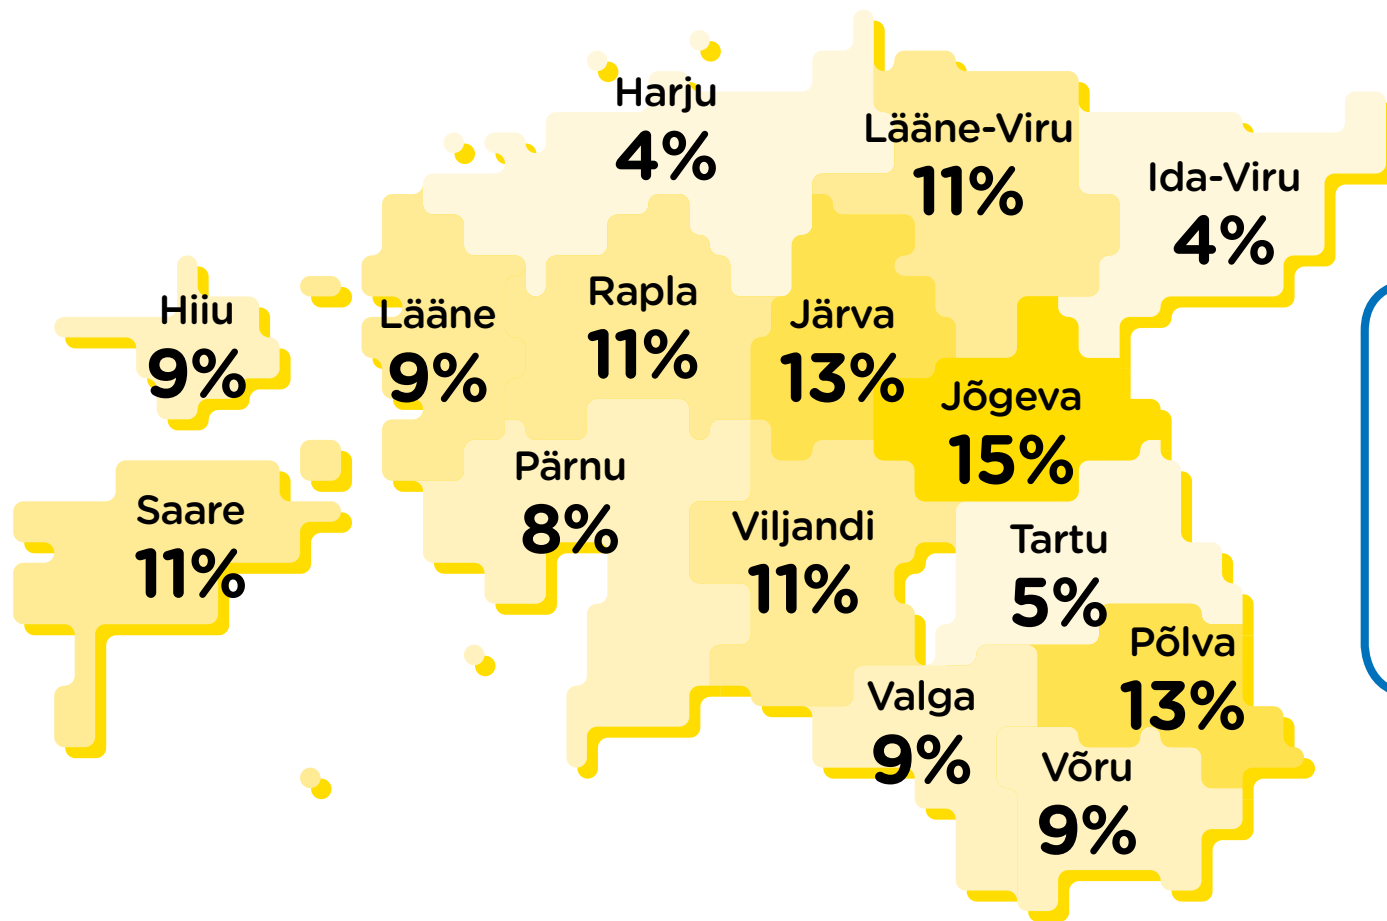 Harju
4%
Lääne-Viru
11%
Ida-Viru
4%
Hiiu
9%
Lääne
9%
Rapla
11%
Järva
13%
Jõgeva
15%
Saare
11%
Pärnu
8%
Viljandi
11%
Tartu
5%
Põlva
13%
Valga
9%
Võru
9%